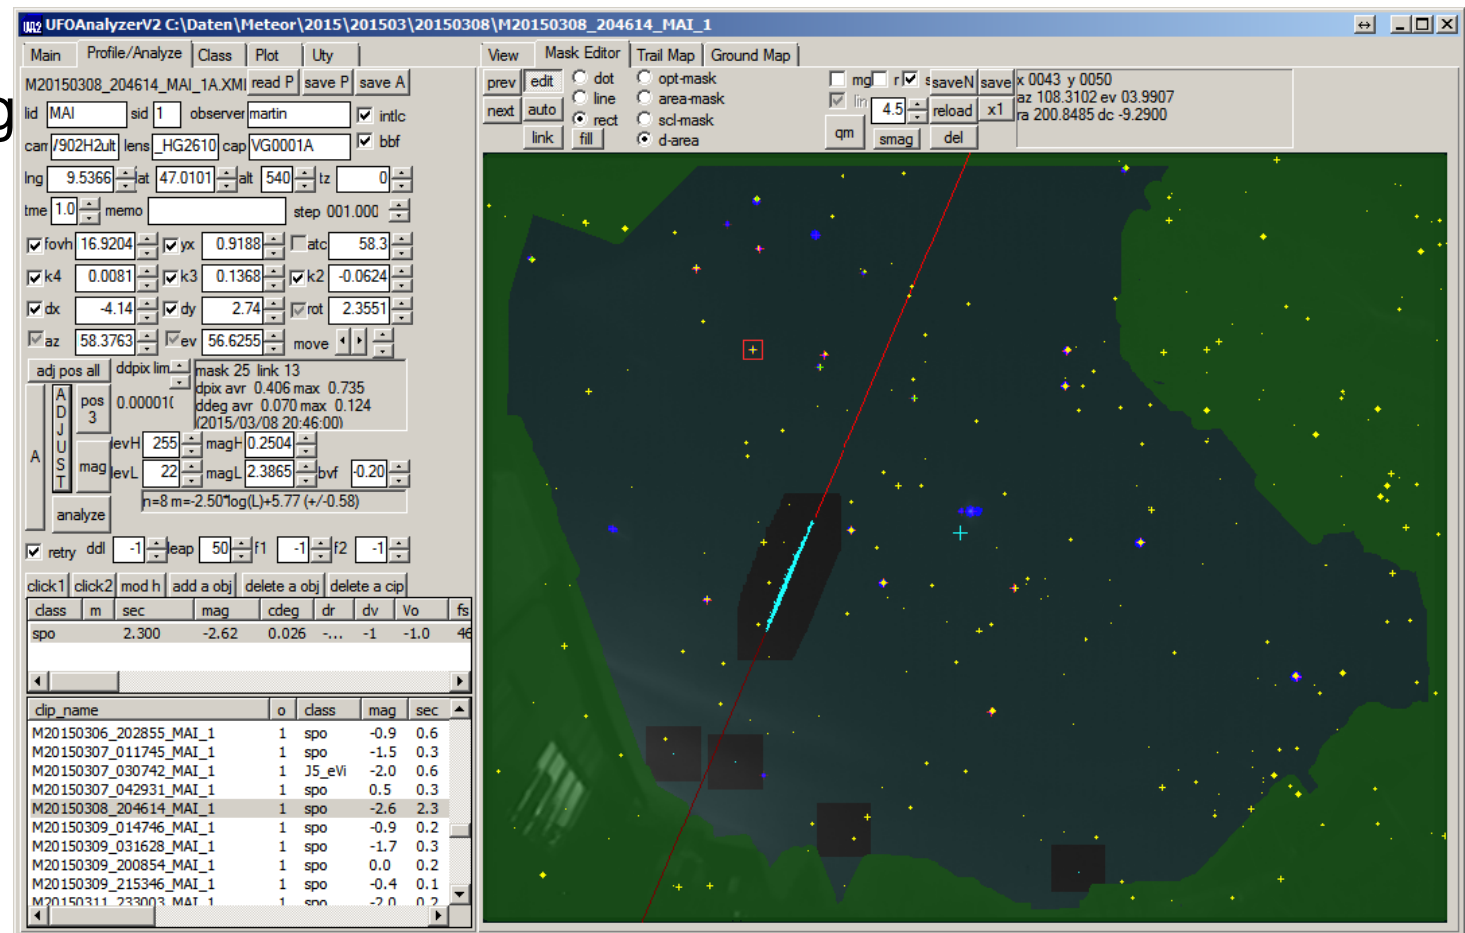 UFOAnalyzerV2 C:\Daten\Meteor\2015\201503\20150308\M20150308_204614_MAI_1
g
Main Profile/Analyze Class Plot Uty
M20150308_204614_MAI_1A.XMI read P save P save A
lid MAI sid 1 observer martin intlc
cam /902H2ult lens _HG2610 cap VG0001A bbf
lng 9.5366 lat 47.0101 alt 540 tz 0
tme 1.0 memo step 001.000
fovh 16.9204 yx 0.9188 atc 58.3
k4 0.0081 k3 0.1368 k2 -0.0624
dx -4.14 dy 2.74 rot 2.3551
az 58.3763 ev 56.6255 move
adj pos all ddpix lim
0.00001(
mask 25 link 13
dpix avr 0.406 max 0.735
ddeg avr 0.070 max 0.124
(2015/03/08 20:46:00)
A
ADJUST
pos 3
mag
analyze
levH 255 magH 0.2504
levL 22 magL 2.3865 bvf -0.20
n=8 m=-2.50*log(L)+5.77 (+/-0.58)
retry ddl -1 leap 50 f1 -1 f2 -1
click1 click2 mod h add a obj delete a obj delete a cip
class m sec mag cdeg dr dv Vo fs
spo 2.300 -2.62 0.026 -... -1 -1.0 46
clip_name o class mag sec
M20150306_202855_MAI_1 1 spo -0.9 0.6
M20150307_011745_MAI_1 1 spo -1.5 0.3
M20150307_030742_MAI_1 1 J5_eVi -2.0 0.6
M20150307_042931_MAI_1 1 spo 0.5 0.3
M20150308_204614_MAI_1 1 spo -2.6 2.3
M20150309_014746_MAI_1 1 spo -0.9 0.2
M20150309_031628_MAI_1 1 spo -1.7 0.3
M20150309_200854_MAI_1 1 spo 0.0 0.2
M20150309_215346_MAI_1 1 spo -0.4 0.1
M20150311_233003_MAI_1 1 spo -2.0 0.2
View Mask Editor Trail Map Ground Map
prev edit dot opt-mask mg r s saveN save
next auto line area-mask lin 4.5 reload x1
link rect scl-mask
fill d-area qm smag del
x 0043 y 0050
az 108.3102 ev 03.9907
ra 200.8485 dc -9.2900